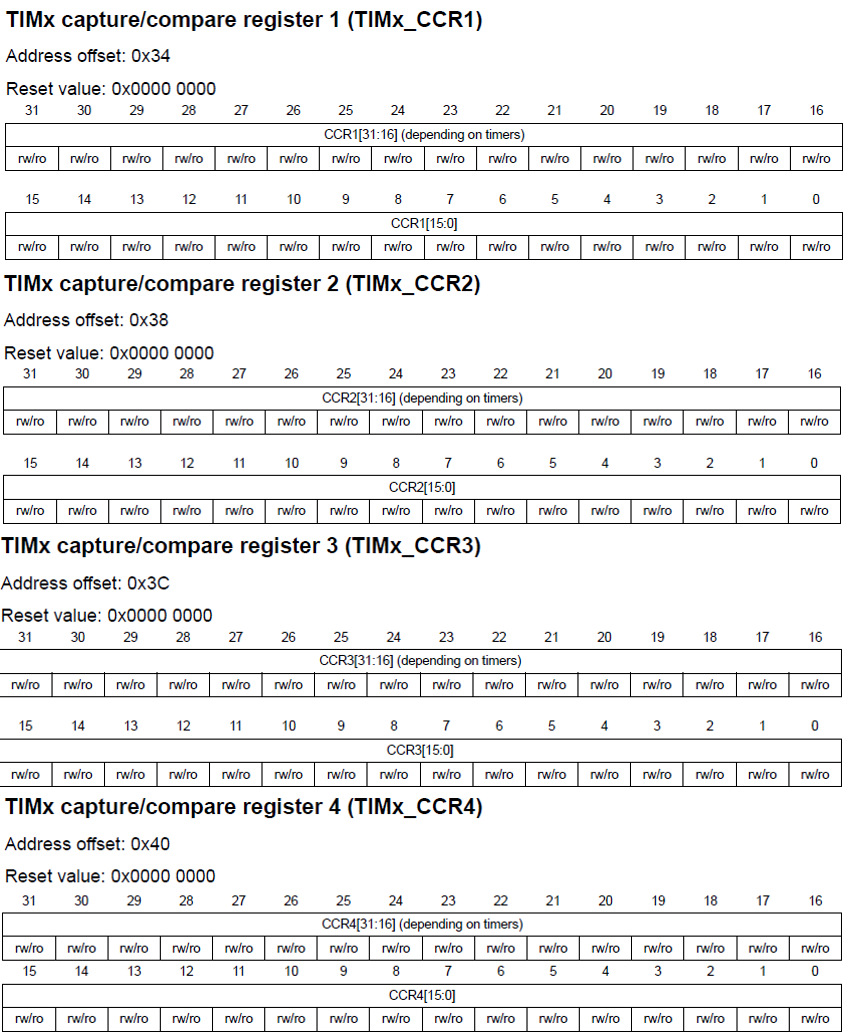 TIMx capture/compare register 1 (TIMx_CCR1)
Address offset: 0x34
Reset value: 0x0000 0000
31 30 29 28 27 26 25 24 23 22 21 20 19 18 17 16
CCR1[31:16] (depending on timers)
rw/ro rw/ro rw/ro rw/ro rw/ro rw/ro rw/ro rw/ro rw/ro rw/ro rw/ro rw/ro rw/ro rw/ro rw/ro rw/ro
15 14 13 12 11 10 9 8 7 6 5 4 3 2 1 0
CCR1[15:0]
rw/ro rw/ro rw/ro rw/ro rw/ro rw/ro rw/ro rw/ro rw/ro rw/ro rw/ro rw/ro rw/ro rw/ro rw/ro rw/ro
TIMx capture/compare register 2 (TIMx_CCR2)
Address offset: 0x38
Reset value: 0x0000 0000
31 30 29 28 27 26 25 24 23 22 21 20 19 18 17 16
CCR2[31:16] (depending on timers)
rw/ro rw/ro rw/ro rw/ro rw/ro rw/ro rw/ro rw/ro rw/ro rw/ro rw/ro rw/ro rw/ro rw/ro rw/ro rw/ro
15 14 13 12 11 10 9 8 7 6 5 4 3 2 1 0
CCR2[15:0]
rw/ro rw/ro rw/ro rw/ro rw/ro rw/ro rw/ro rw/ro rw/ro rw/ro rw/ro rw/ro rw/ro rw/ro rw/ro rw/ro
TIMx capture/compare register 3 (TIMx_CCR3)
Address offset: 0x3C
Reset value: 0x0000 0000
31 30 29 28 27 26 25 24 23 22 21 20 19 18 17 16
CCR3[31:16] (depending on timers)
rw/ro rw/ro rw/ro rw/ro rw/ro rw/ro rw/ro rw/ro rw/ro rw/ro rw/ro rw/ro rw/ro rw/ro rw/ro rw/ro
15 14 13 12 11 10 9 8 7 6 5 4 3 2 1 0
CCR3[15:0]
rw/ro rw/ro rw/ro rw/ro rw/ro rw/ro rw/ro rw/ro rw/ro rw/ro rw/ro rw/ro rw/ro rw/ro rw/ro rw/ro
TIMx capture/compare register 4 (TIMx_CCR4)
Address offset: 0x40
Reset value: 0x0000 0000
31 30 29 28 27 26 25 24 23 22 21 20 19 18 17 16
CCR4[31:16] (depending on timers)
rw/ro rw/ro rw/ro rw/ro rw/ro rw/ro rw/ro rw/ro rw/ro rw/ro rw/ro rw/ro rw/ro rw/ro rw/ro rw/ro
15 14 13 12 11 10 9 8 7 6 5 4 3 2 1 0
CCR4[15:0]
rw/ro rw/ro rw/ro rw/ro rw/ro rw/ro rw/ro rw/ro rw/ro rw/ro rw/ro rw/ro rw/ro rw/ro rw/ro rw/ro